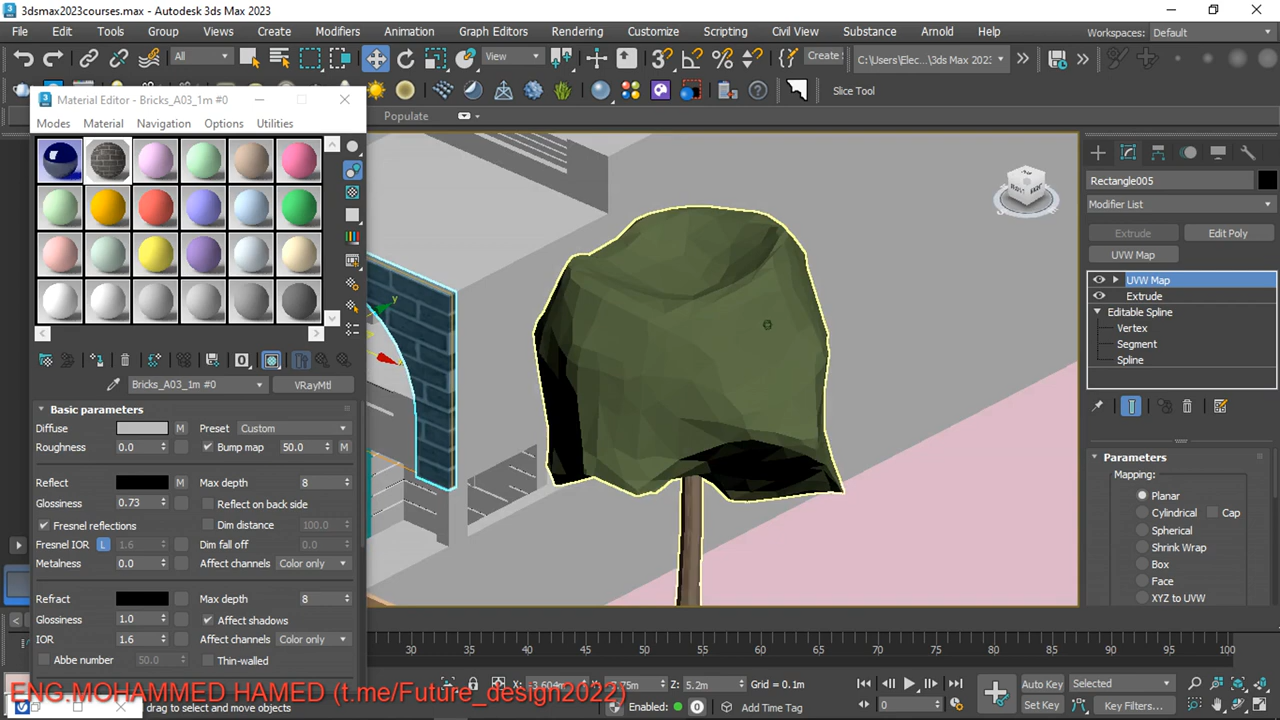 3dsmax2023courses.max - Autodesk 3ds Max 2023
File Edit Tools Group Views Create Modifiers Animation Graph Editors Rendering Customize Scripting Civil View Substance Arnold Help Workspaces: Default
All View Create C:\Users\Elec...\3ds Max 2023
Slice Tool
Populate
Material Editor - Bricks_A03_1m #0
Modes Material Navigation Options Utilities
Bricks_A03_1m #0 VRayMtl
Basic parameters
Diffuse M Preset Custom
Roughness 0.0 Bump map 50.0 M
Reflect M Max depth 8
Glossiness 0.73 Reflect on back side
Fresnel reflections Dim distance 100.0
Fresnel IOR L 1.6 Dim fall off 0.0
Metalness 0.0 Affect channels Color only
Refract Max depth 8
Glossiness 1.0 Affect shadows
IOR 1.6 Affect channels Color only
Abbe number 50.0 Thin-walled
y
Rectangle005
Modifier List
Extrude Edit Poly
UVW Map
UVW Map
Extrude
Editable Spline
Vertex
Segment
Spline
Parameters
Mapping:
Planar
Cylindrical Cap
Spherical
Shrink Wrap
Box
Face
XYZ to UVW
30 35 40 45 50 55 60 65 70 75 80 85 90 95 100
-3.604m Z: 5.2m Grid = 0.1m Auto Key Selected
drag to select and move objects Enabled: Add Time Tag 0 Set Key Key Filters...
ENG.MOHAMMED HAMED (t.me/Future_design2022)